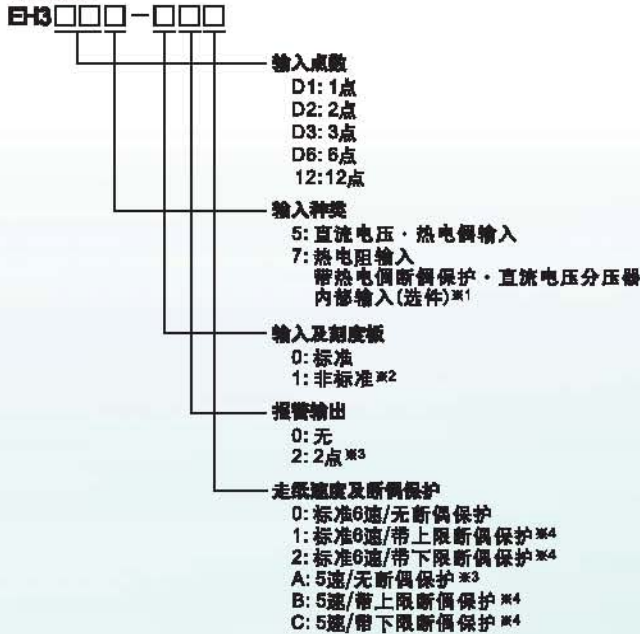 EH3□□□-□□□
输入点数
D1: 1点
D2: 2点
D3: 3点
D6: 6点
12:12点
输入种类
5: 直流电压・热电偶输入
7: 热电阻输入
带热电偶断偶保护・直流电压分压器
内部输入(选件)※1
输入及刻度板
0: 标准
1: 非标准※2
报警输出
0: 无
2: 2点※3
走纸速度及断偶保护
0: 标准6速/无断偶保护
1: 标准6速/带上限断偶保护※4
2: 标准6速/带下限断偶保护※4
A: 5速/无断偶保护※3
B: 5速/带上限断偶保护※4
C: 5速/带下限断偶保护※4